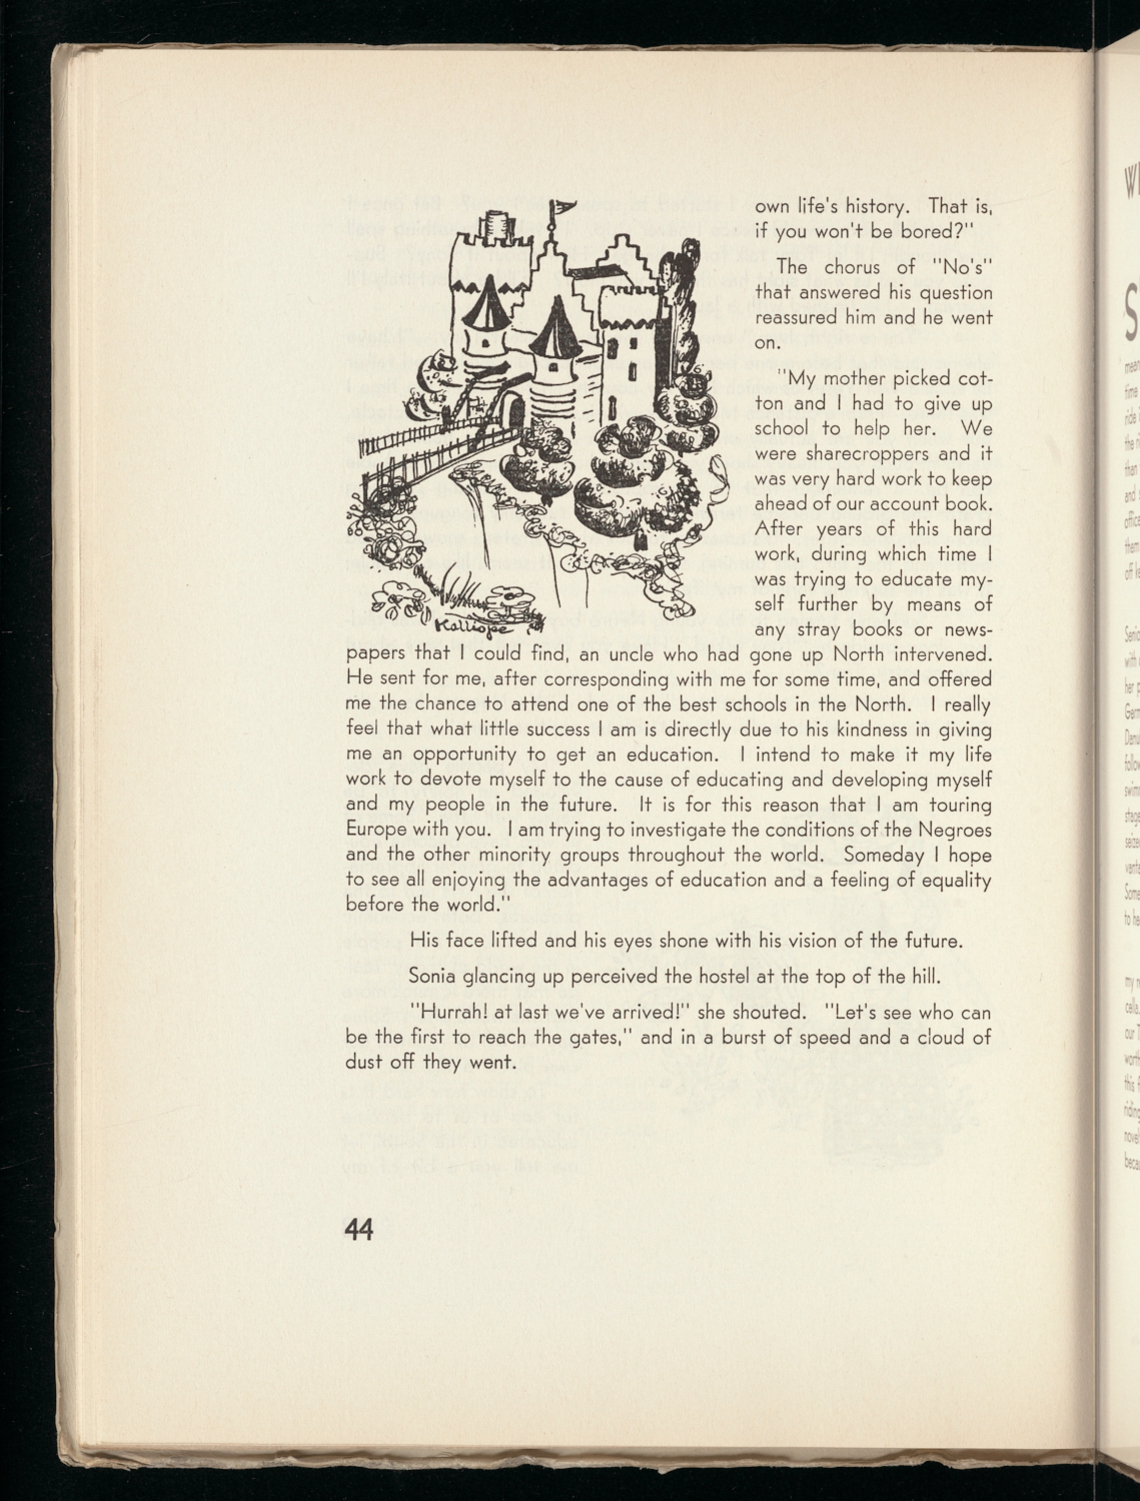 own life's history. That is,
if you won't be bored?"
The chorus of "No's"
that answered his question
reassured him and he went
on.
"My mother picked cot-
ton and I had to give up
school to help her. We
were sharecroppers and it
was very hard work to keep
ahead of our account book.
After years of this hard
work, during which time I
was trying to educate my-
self further by means of
any stray books or news-
papers that I could find, an uncle who had gone up North intervened.
He sent for me, after corresponding with me for some time, and offered
me the chance to attend one of the best schools in the North. I really
feel that what little success I am is directly due to his kindness in giving
me an opportunity to get an education. I intend to make it my life
work to devote myself to the cause of educating and developing myself
and my people in the future. It is for this reason that I am touring
Europe with you. I am trying to investigate the conditions of the Negroes
and the other minority groups throughout the world. Someday I hope
to see all enjoying the advantages of education and a feeling of equality
before the world."
His face lifted and his eyes shone with his vision of the future.
Sonia glancing up perceived the hostel at the top of the hill.
"Hurrah! at last we've arrived!" she shouted. "Let's see who can
be the first to reach the gates," and in a burst of speed and a cloud of
dust off they went.
Kalliope
44